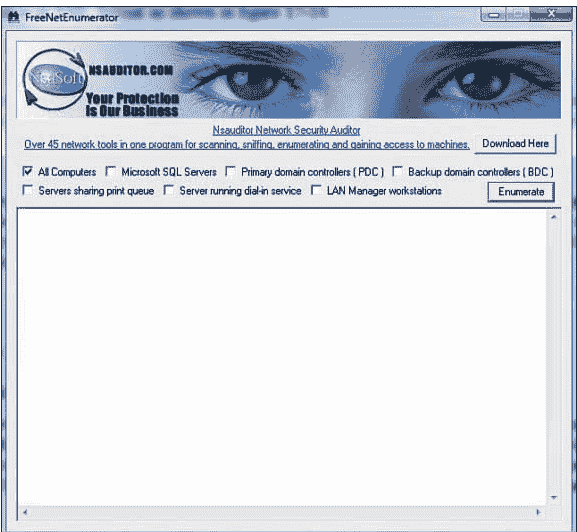 FreeNetEnumerator
NSAUDITOR.COM
Your Protection
Is Our Business
Nsauditor Network Security Auditor
Over 45 network tools in one program for scanning, sniffing, enumerating and gaining access to machines.
Download Here
All Computers Microsoft SQL Servers Primary domain controllers ( PDC ) Backup domain controllers ( BDC )
Servers sharing print queue Server running dial-in service LAN Manager workstations Enumerate